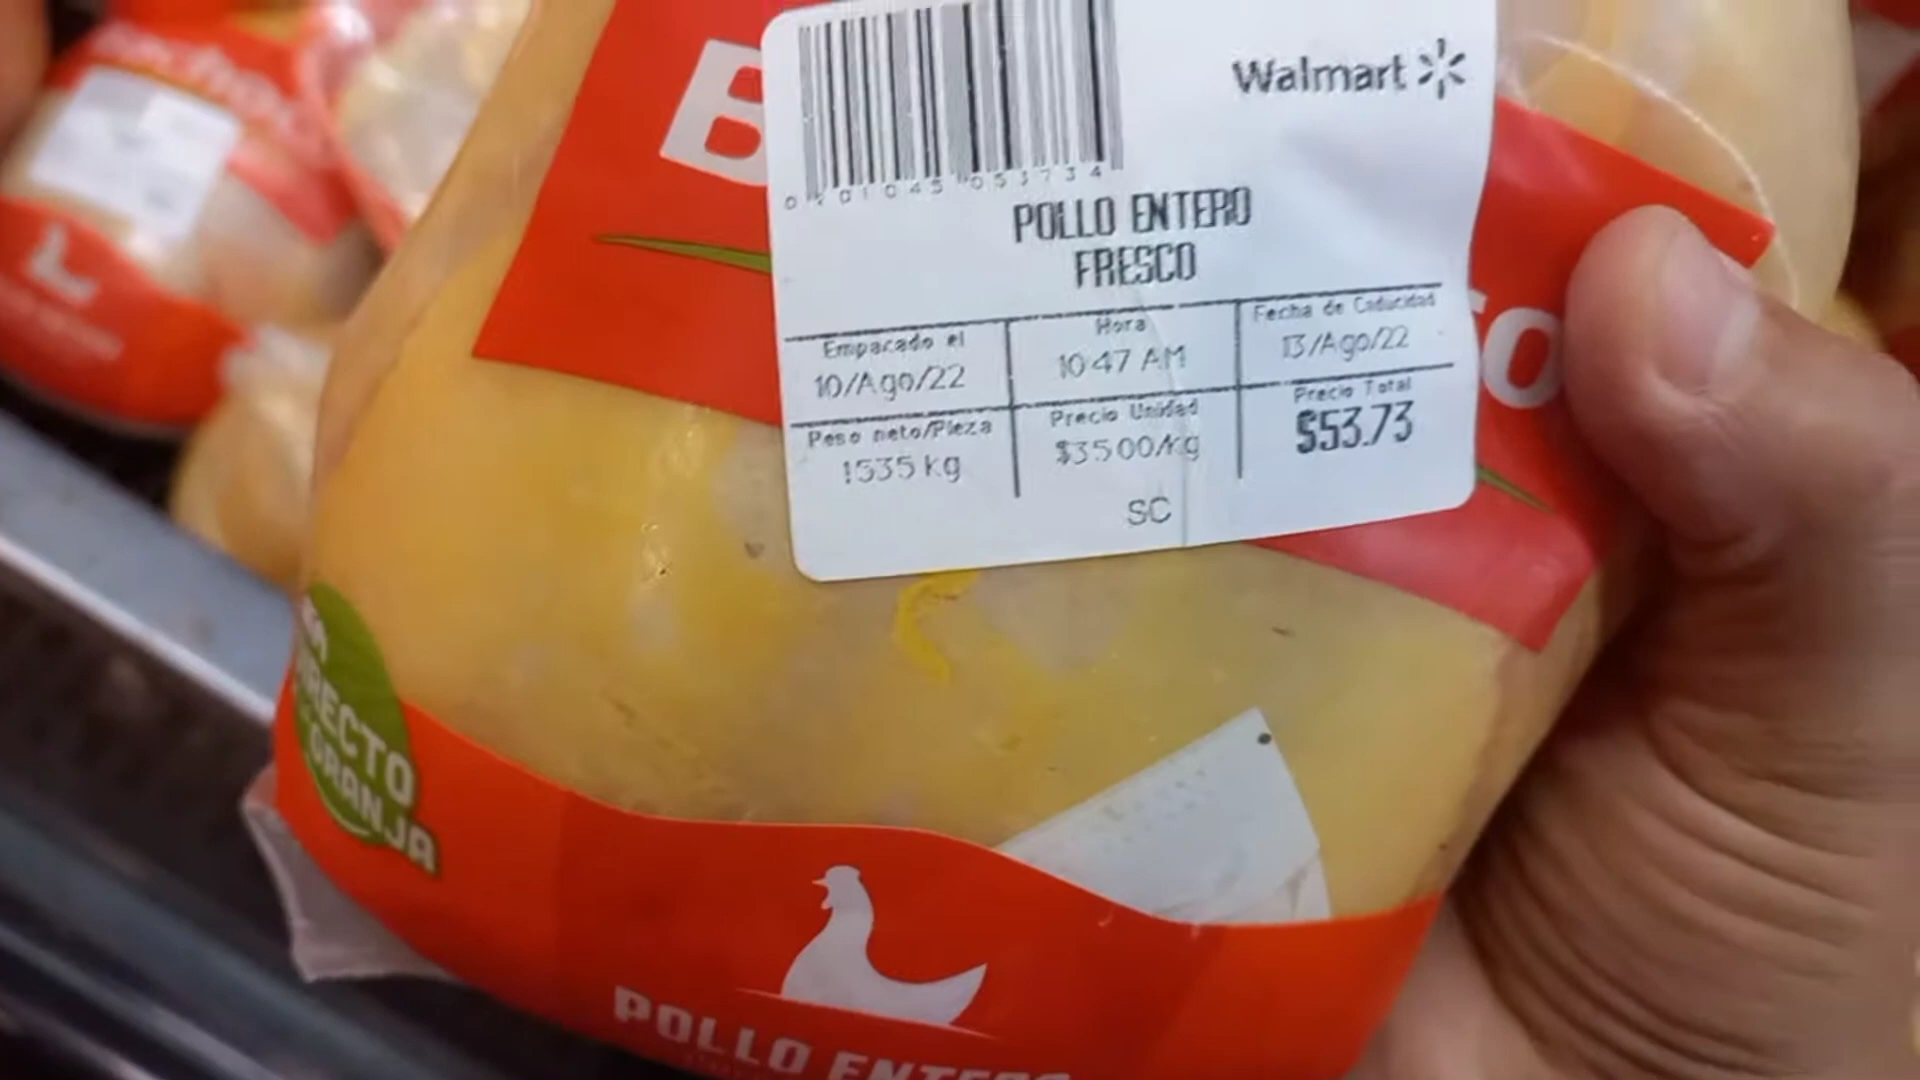 B
Walmart
POLLO ENTERO
FRESCO
Empacado el
10/Ago/22
Hora
10:47 AM
Fecha de Caducidad
13/Ago/22
Peso neto/Pieza
1.535 kg
Precio Unidad
$35.00/kg
Precio Total
$53.73
SC
so
RECTO
GRANJA
POLLO ENTERO